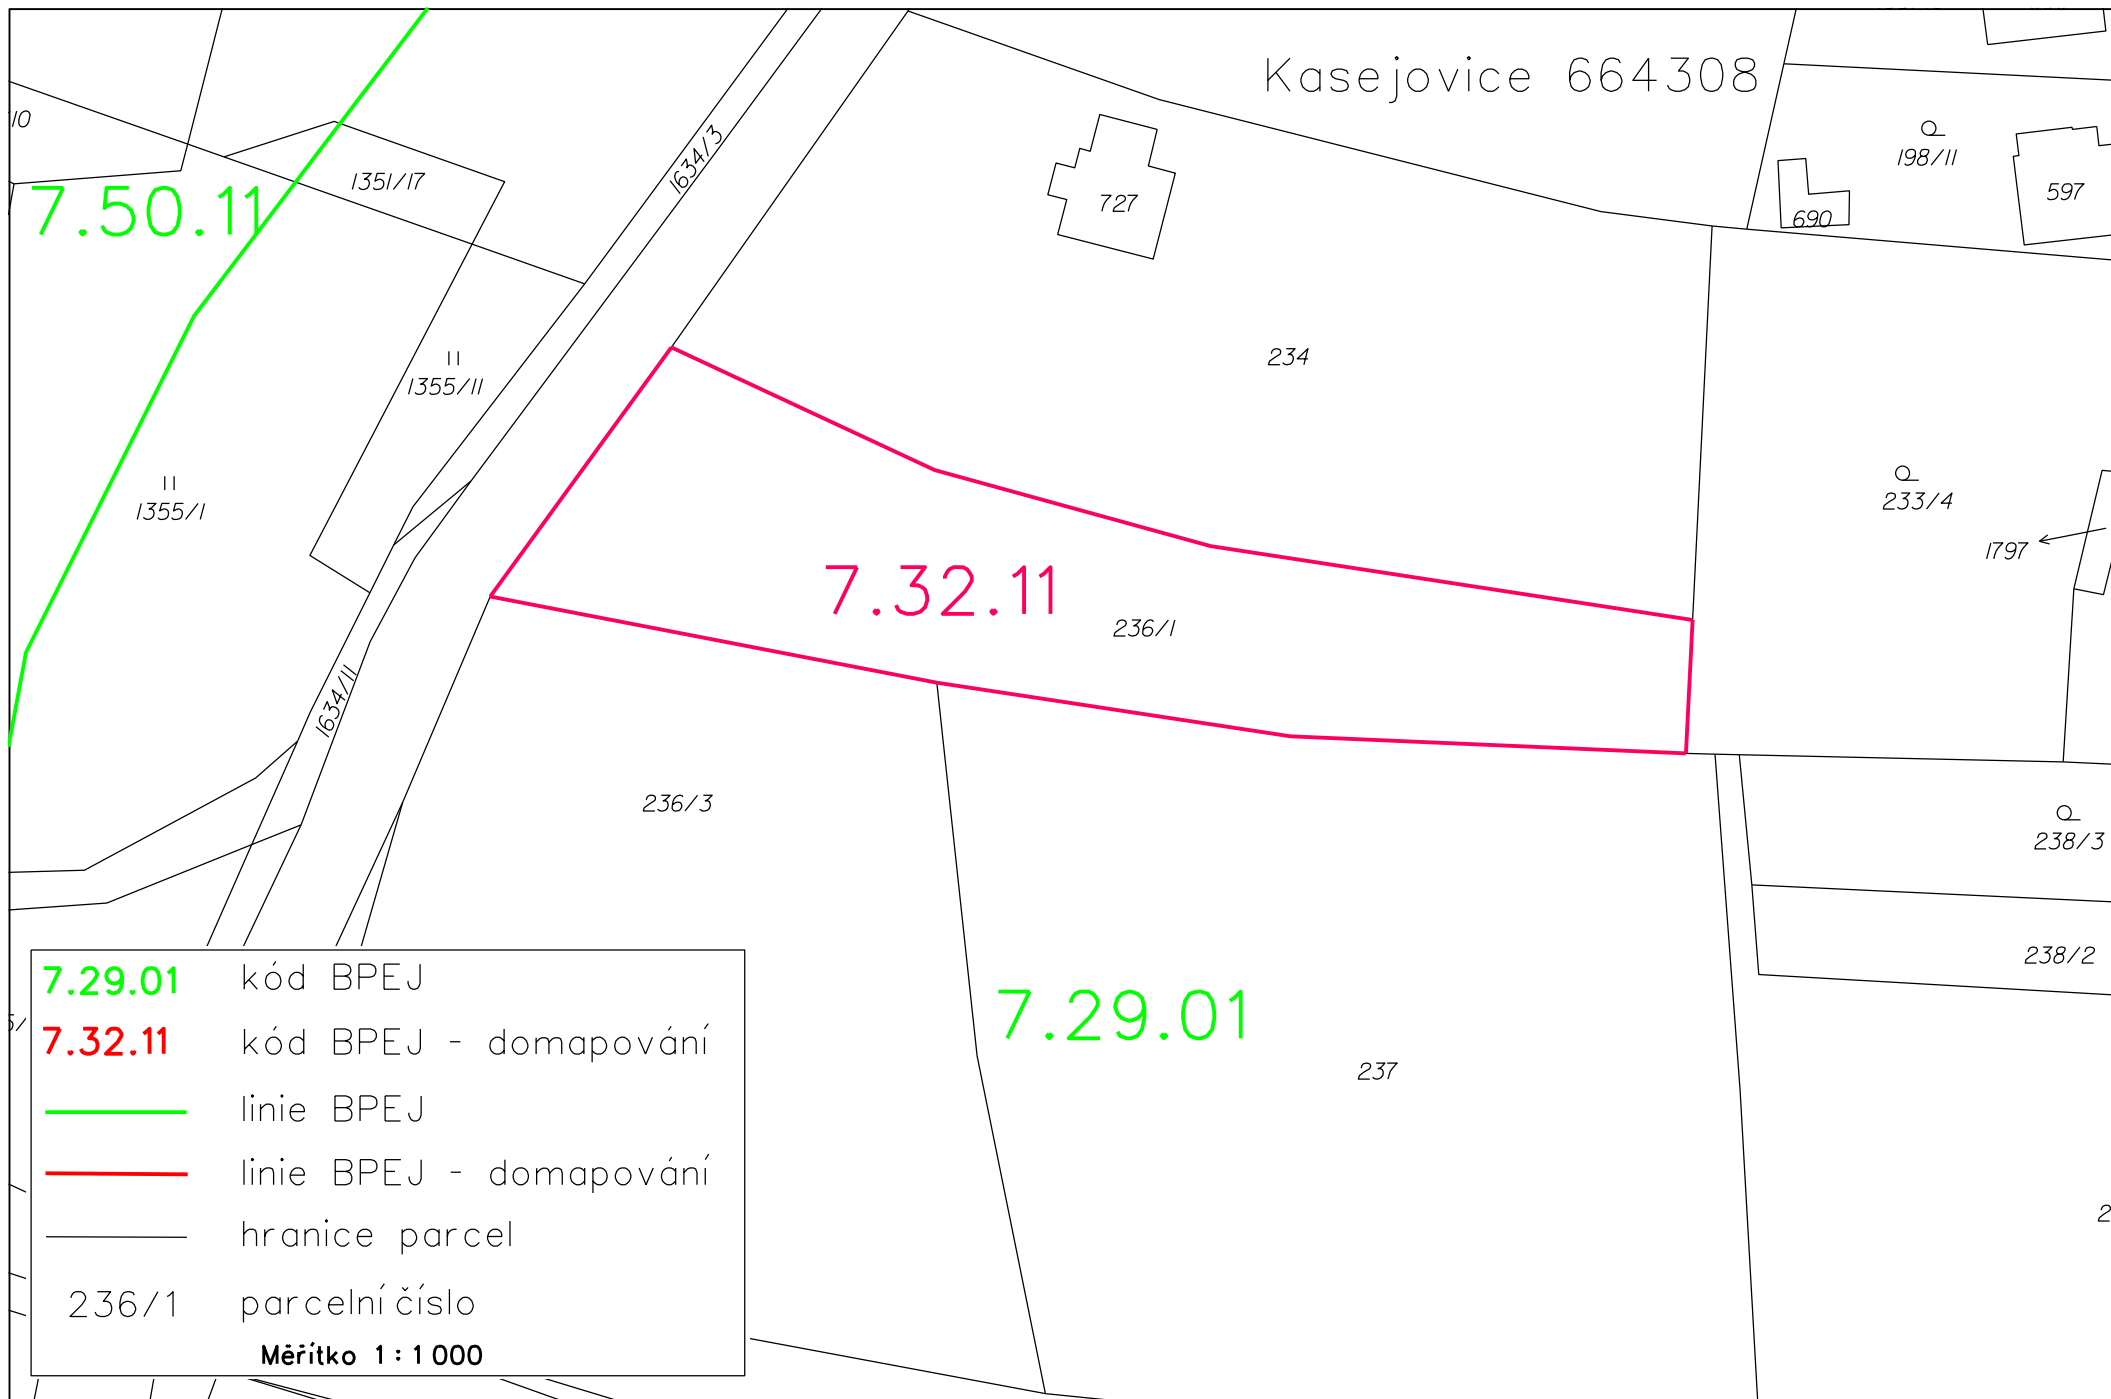 Kasejovice 664308
/10
1351/17
1634/3
198/11
597
727
690
7.50.11
234
1355/11
1355/1
233/4
1797
7.32.11
236/1
1634/11
236/3
238/3
238/2
7.29.01
237
2
5/
7.29.01 kód BPEJ
7.32.11 kód BPEJ - domapování
linie BPEJ
linie BPEJ - domapování
hranice parcel
236/1 parcelní číslo
Měřítko 1 : 1 000